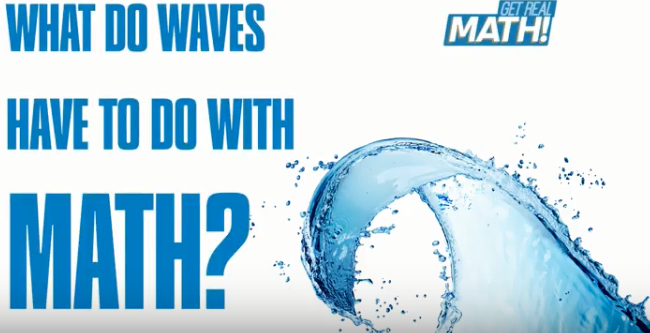 WHAT DO WAVES
HAVE TO DO WITH
MATH?
GET REAL
MATH!